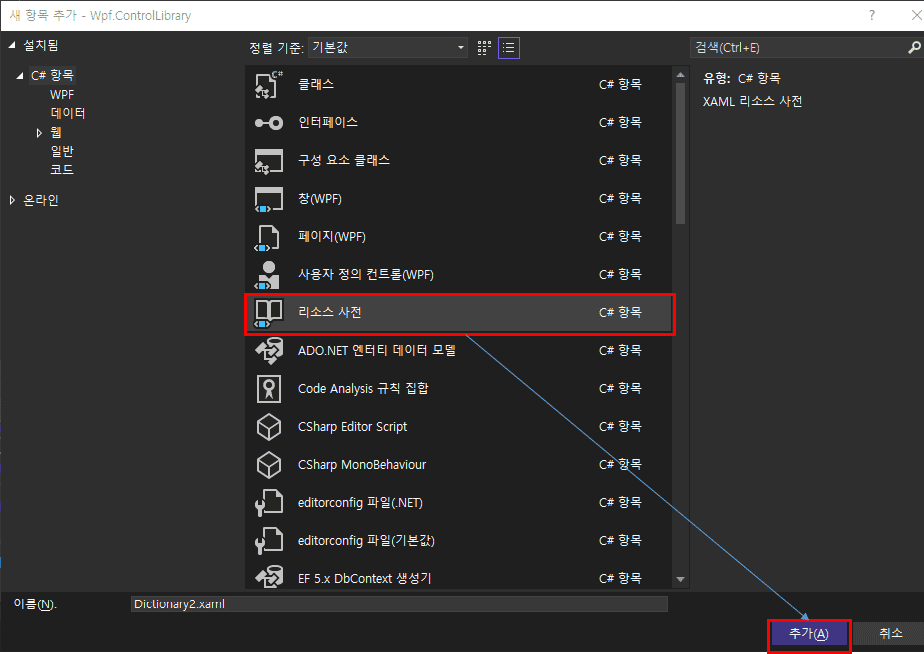 새 항목 추가 - Wpf.ControlLibrary
?
설치됨
C# 항목
WPF
데이터
웹
일반
코드
온라인
정렬 기준: 기본값
클래스 C# 항목
인터페이스 C# 항목
구성 요소 클래스 C# 항목
창(WPF) C# 항목
페이지(WPF) C# 항목
사용자 정의 컨트롤(WPF) C# 항목
리소스 사전 C# 항목
ADO.NET 엔터티 데이터 모델 C# 항목
Code Analysis 규칙 집합 C# 항목
CSharp Editor Script C# 항목
CSharp MonoBehaviour C# 항목
editorconfig 파일(.NET) C# 항목
editorconfig 파일(기본값) C# 항목
EF 5.x DbContext 생성기 C# 항목
검색(Ctrl+E)
유형: C# 항목
XAML 리소스 사전
이름(N): Dictionary2.xaml
추가(A) 취소